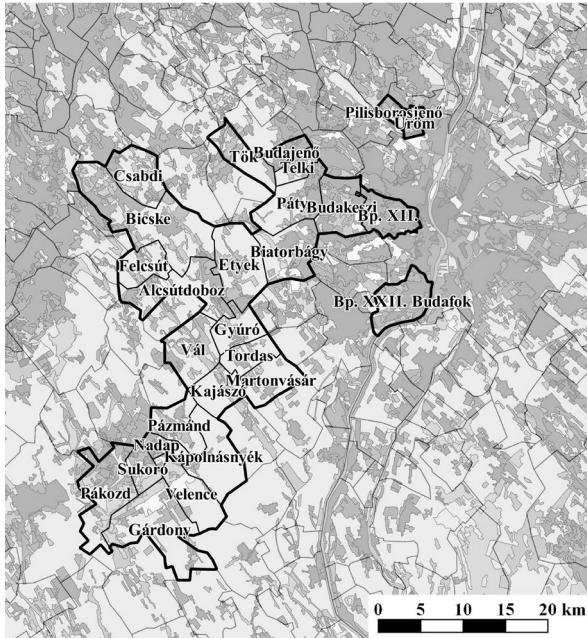 Pilisborosjenő
Üröm
Tök
Budajenő
Telki
Csabdi
Páty
Budakeszi
Bp. XII.
Bicske
Etyek
Biatorbágy
Felcsút
Alcsútdoboz
Bp. XXII. Budafok
Gyúró
Vál
Tordas
Martonvásár
Kajászó
Pázmánd
Nadap
Kápolnásnyék
Sukoró
Pákozd
Velence
Gárdony
0 5 10 15 20 km